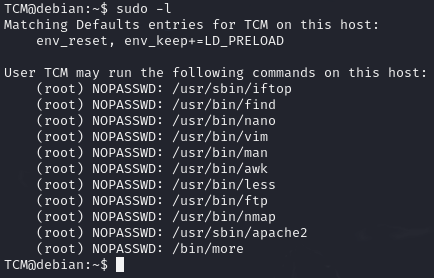 TCM@debian:~$ sudo -l
Matching Defaults entries for TCM on this host:
    env_reset, env_keep+=LD_PRELOAD

User TCM may run the following commands on this host:
    (root) NOPASSWD: /usr/sbin/iftop
    (root) NOPASSWD: /usr/bin/find
    (root) NOPASSWD: /usr/bin/nano
    (root) NOPASSWD: /usr/bin/vim
    (root) NOPASSWD: /usr/bin/man
    (root) NOPASSWD: /usr/bin/awk
    (root) NOPASSWD: /usr/bin/less
    (root) NOPASSWD: /usr/bin/ftp
    (root) NOPASSWD: /usr/bin/nmap
    (root) NOPASSWD: /usr/sbin/apache2
    (root) NOPASSWD: /bin/more
TCM@debian:~$